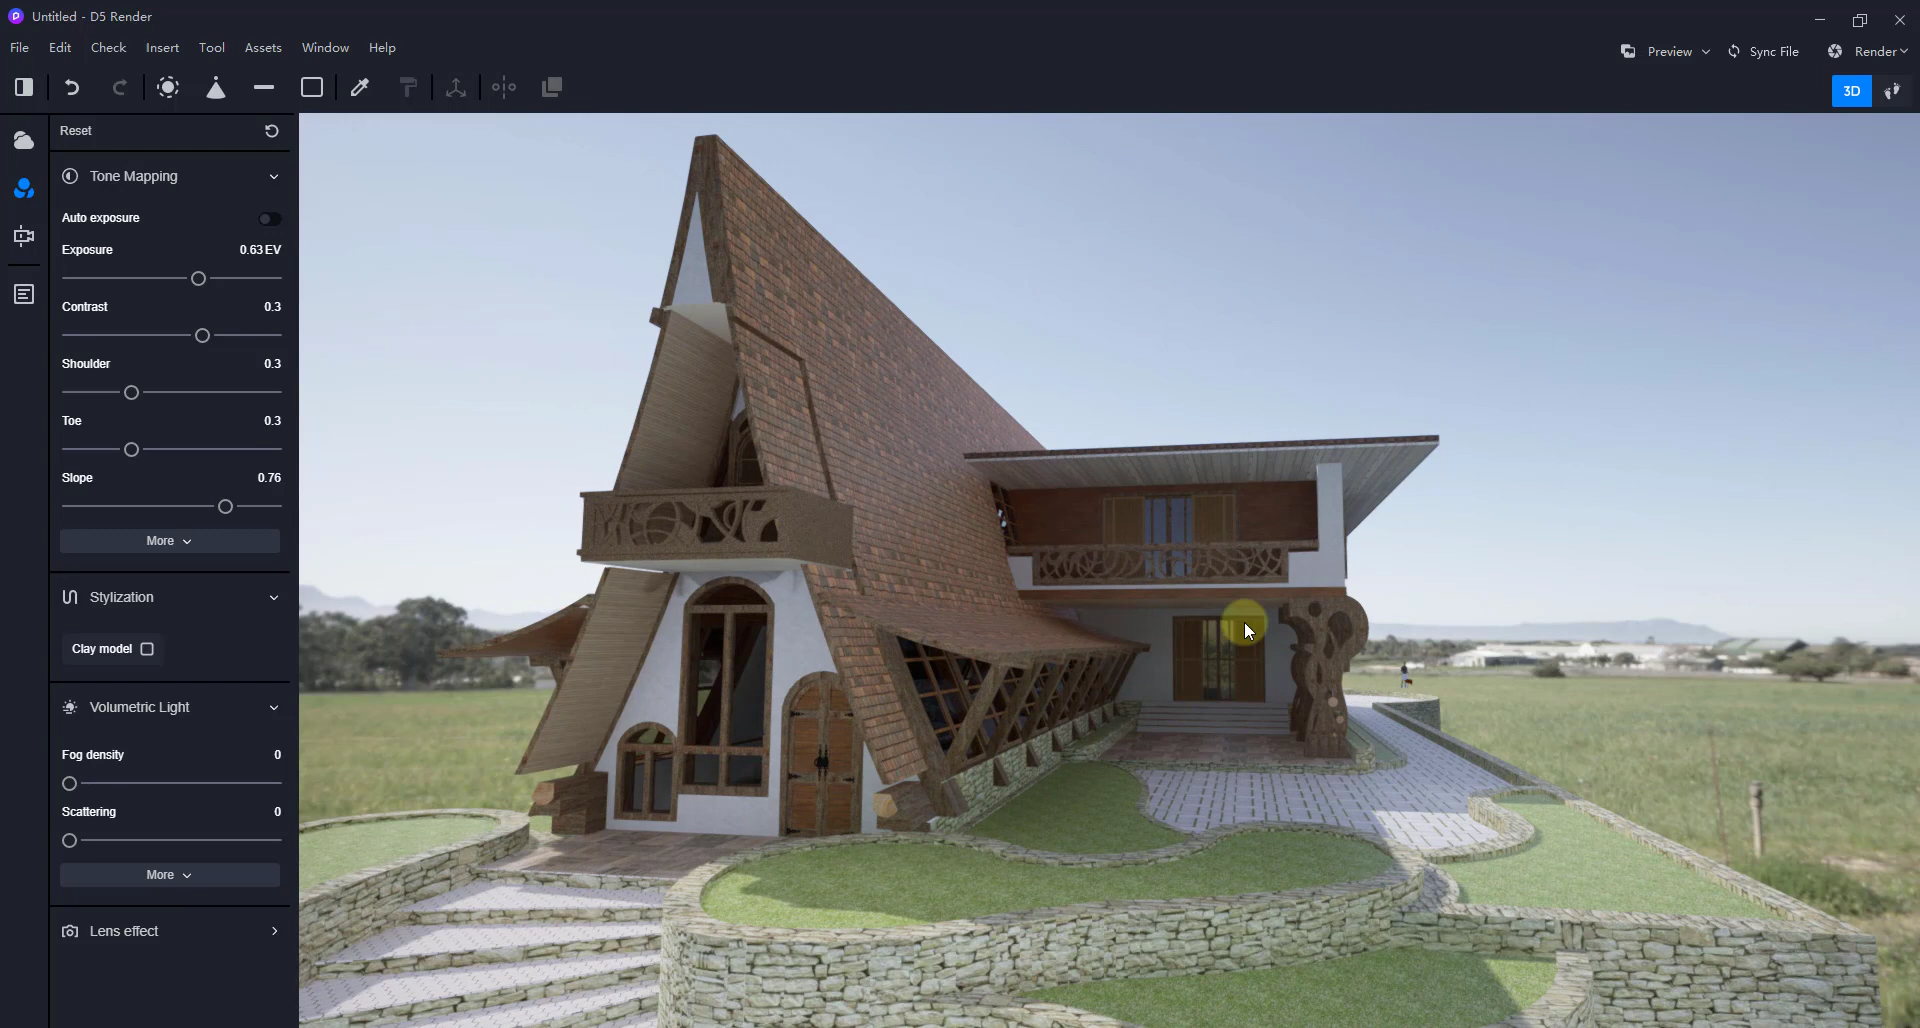 Untitled - D5 Render
File Edit Check Insert Tool Assets Window Help
Preview Sync File Render
3D
Reset
Tone Mapping
Auto exposure
Exposure 0.63 EV
Contrast 0.3
Shoulder 0.3
Toe 0.3
Slope 0.76
More
Stylization
Clay model
Volumetric Light
Fog density 0
Scattering 0
More
Lens effect